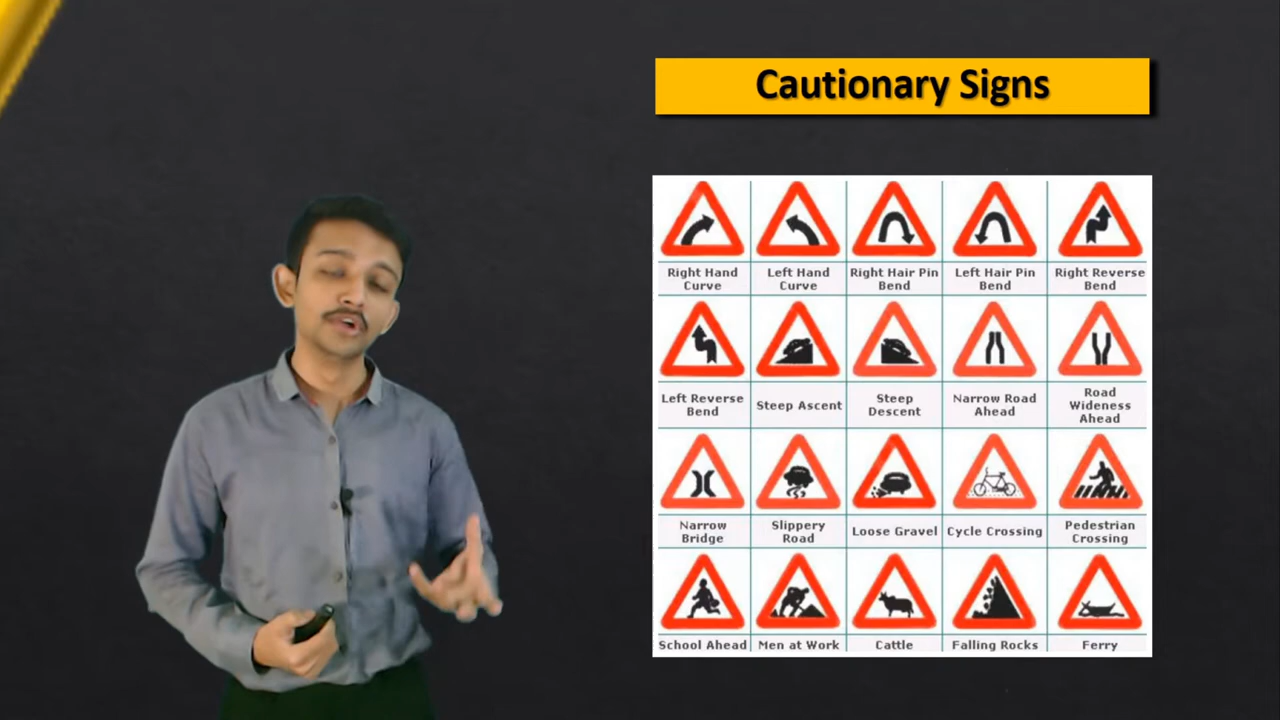 Cautionary Signs
Right Hand
Curve
Left Hand
Curve
Right Hair Pin
Bend
Left Hair Pin
Bend
Right Reverse
Bend
Left Reverse
Bend
Steep Ascent
Steep
Descent
Narrow Road
Ahead
Road
Wideness
Ahead
Narrow
Bridge
Slippery
Road
Loose Gravel
Cycle Crossing
Pedestrian
Crossing
School Ahead
Men at Work
Cattle
Falling Rocks
Ferry